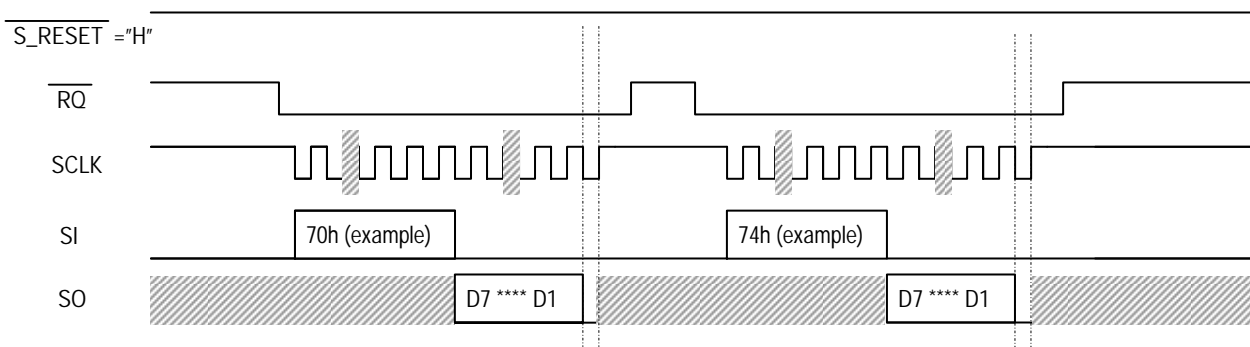 S_RESET ="H"
RQ
SCLK
SI
70h (example)
74h (example)
SO
D7 **** D1
D7 **** D1